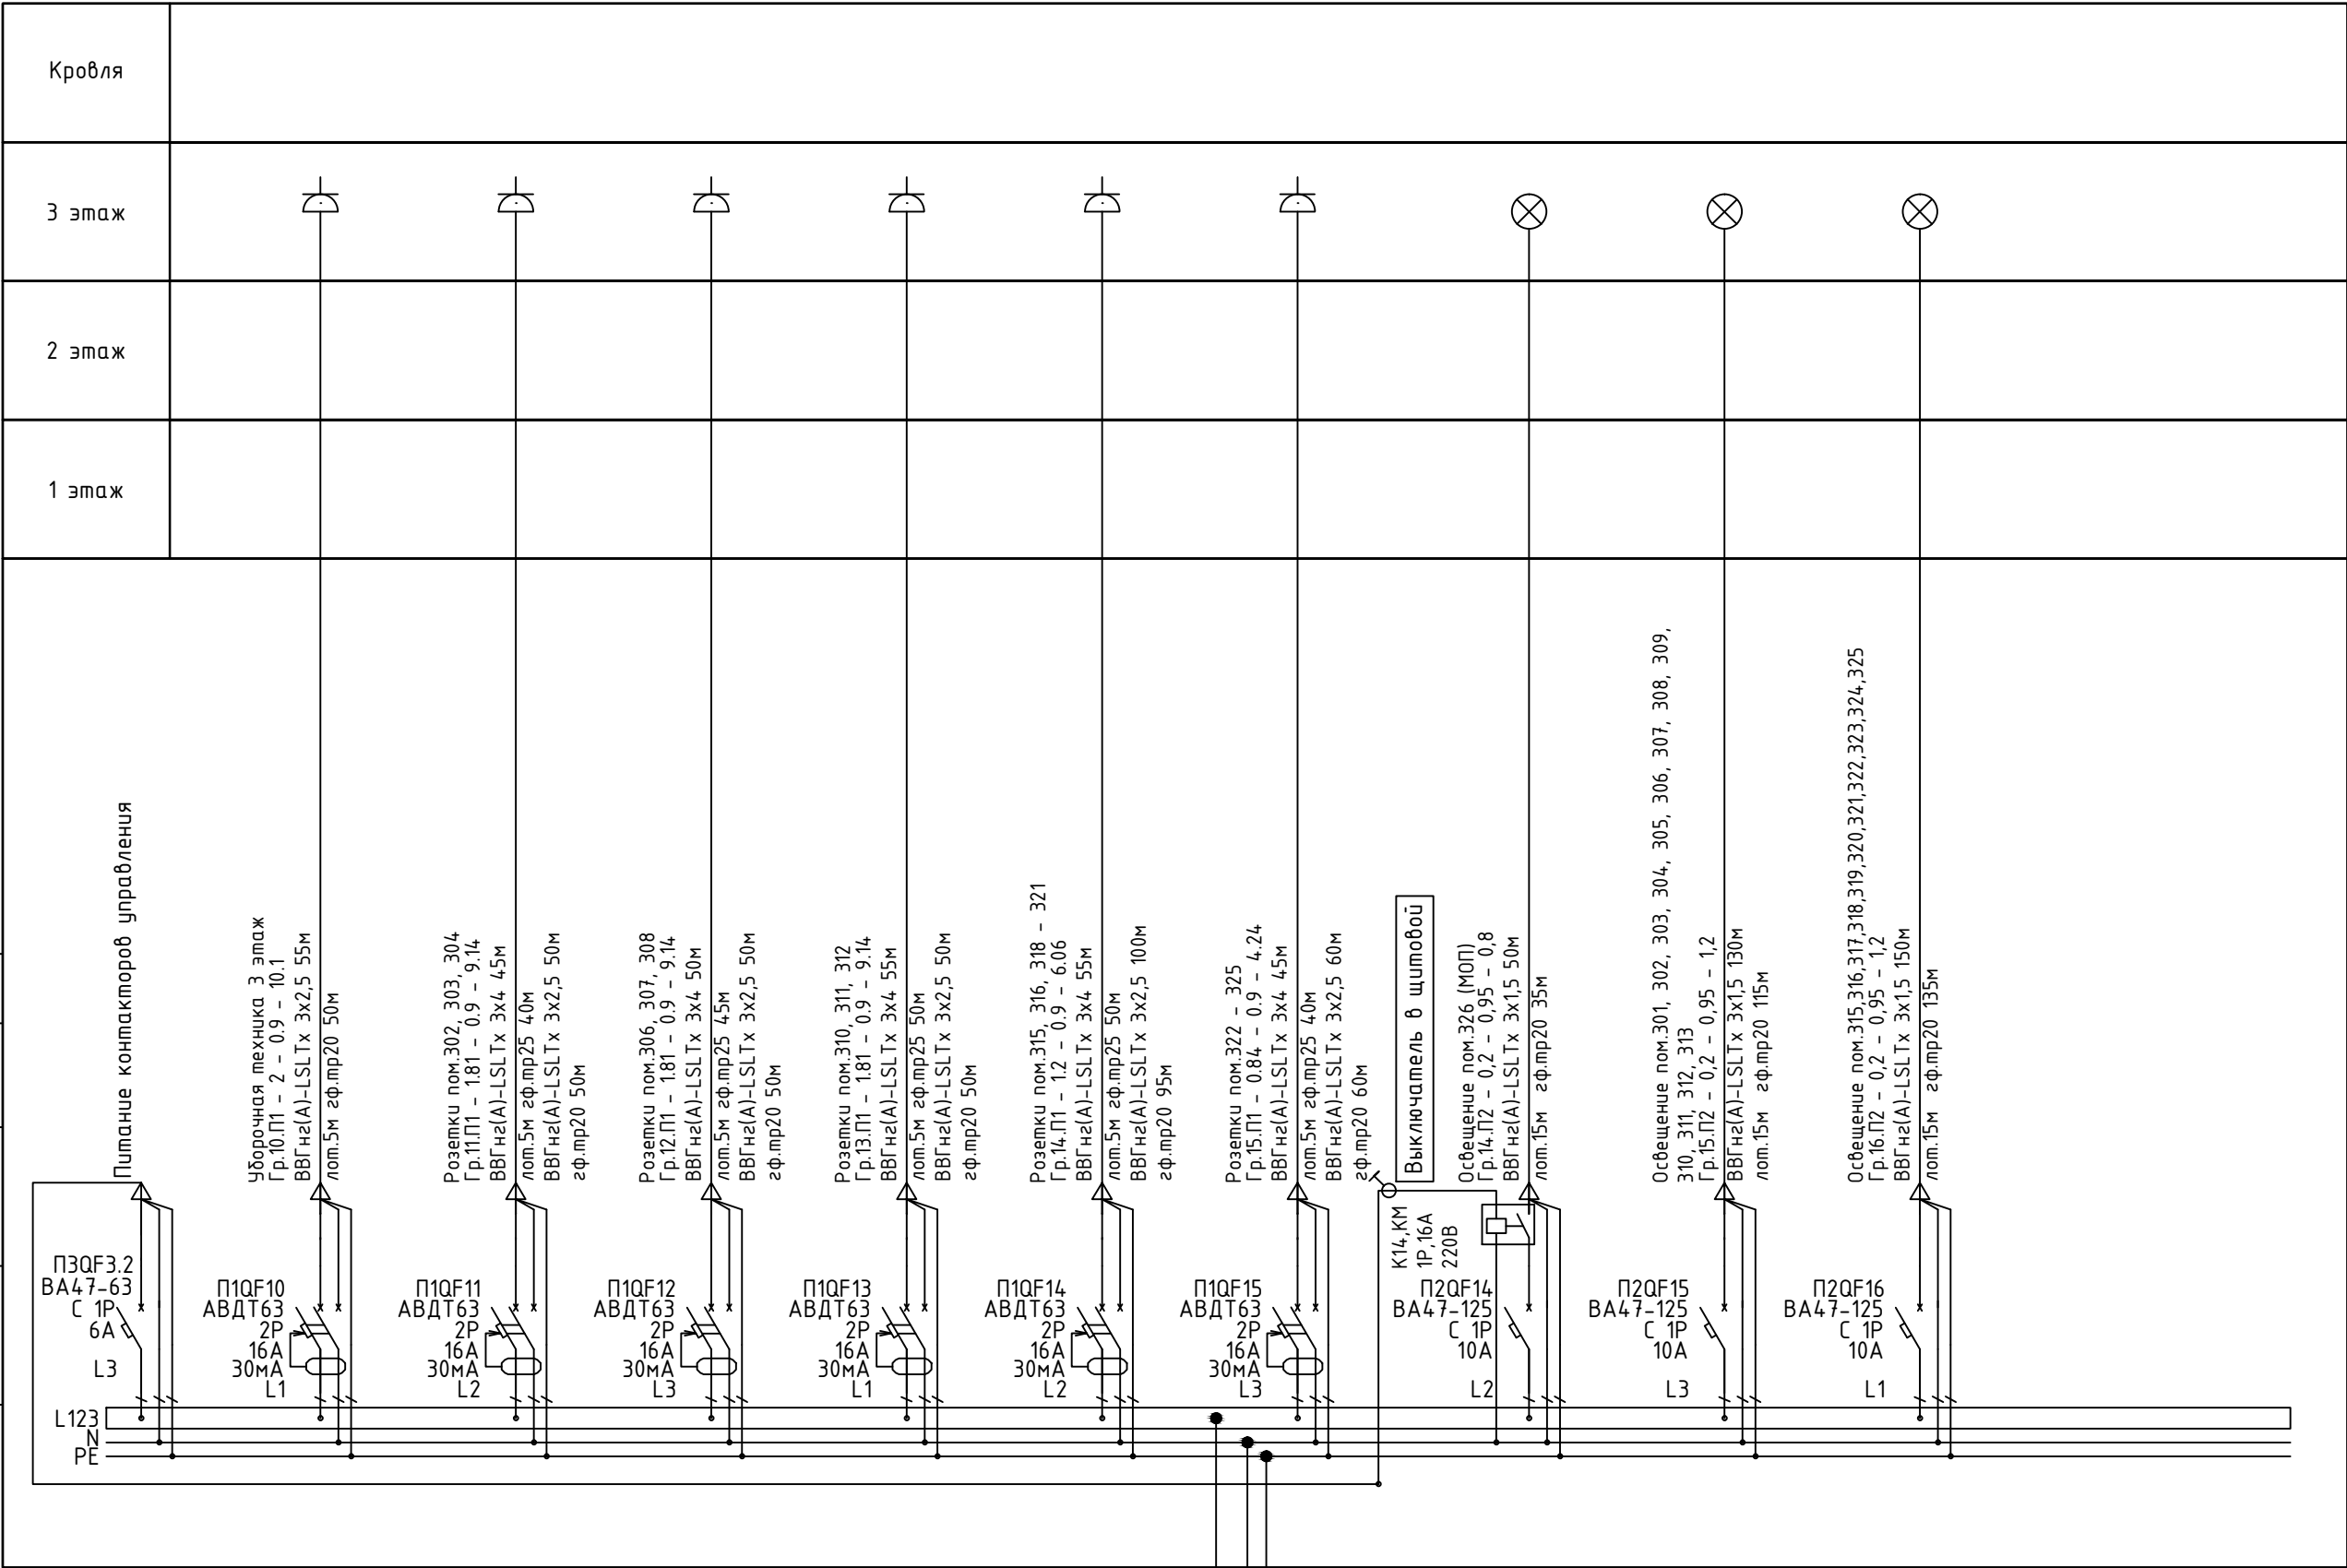 Кровля
3 этаж
2 этаж
1 этаж
Питание контакторов управления
П3QF3.2
ВА47-63
С 1Р
6А
L3
Уборочная техника 3 этаж
Гр.10.П1 - 2 - 0.9 - 10.1
ВВГнг(А)-LSLTx 3х2,5 55м
лот.5м гф.тр20 50м
П1QF10
АВДТ63
2Р
16А
30мА
L1
Розетки пом.302, 303, 304
Гр.11.П1 - 1.81 - 0.9 - 9.14
ВВГнг(А)-LSLTx 3х4 45м
лот.5м гф.тр25 40м
ВВГнг(А)-LSLTx 3х2,5 50м
гф.тр20 50м
П1QF11
АВДТ63
2Р
16А
30мА
L2
Розетки пом.306, 307, 308
Гр.12.П1 - 1.81 - 0.9 - 9.14
ВВГнг(А)-LSLTx 3х4 50м
лот.5м гф.тр25 45м
ВВГнг(А)-LSLTx 3х2,5 50м
гф.тр20 50м
П1QF12
АВДТ63
2Р
16А
30мА
L3
Розетки пом.310, 311, 312
Гр.13.П1 - 1.81 - 0.9 - 9.14
ВВГнг(А)-LSLTx 3х4 55м
лот.5м гф.тр25 50м
ВВГнг(А)-LSLTx 3х2,5 50м
гф.тр20 50м
П1QF13
АВДТ63
2Р
16А
30мА
L1
Розетки пом.315, 316, 318 - 321
Гр.14.П1 - 1.2 - 0.9 - 6.06
ВВГнг(А)-LSLTx 3х4 55м
лот.5м гф.тр25 50м
ВВГнг(А)-LSLTx 3х2,5 100м
гф.тр20 95м
П1QF14
АВДТ63
2Р
16А
30мА
L2
Розетки пом.322 - 325
Гр.15.П1 - 0.84 - 0.9 - 4.24
ВВГнг(А)-LSLTx 3х4 45м
лот.5м гф.тр25 40м
ВВГнг(А)-LSLTx 3х2,5 60м
гф.тр20 60м
П1QF15
АВДТ63
2Р
16А
30мА
L3
Выключатель в щитовой
К14,КМ
1Р,16А
220В
Освещение пом.326 (МОП)
Гр.14.П2 - 0,2 - 0,95 - 0,8
ВВГнг(А)-LSLTx 3х1,5 50м
лот.15м гф.тр20 35м
П2QF14
ВА47-125
С 1Р
10А
L2
Освещение пом.301, 302, 303, 304, 305, 306, 307, 308, 309,
310, 311, 312, 313
Гр.15.П2 - 0,2 - 0,95 - 1,2
ВВГнг(А)-LSLTx 3х1,5 130м
лот.15м гф.тр20 115м
П2QF15
ВА47-125
С 1Р
10А
L3
Освещение пом.315,316,317,318,319,320,321,322,323,324,325
Гр.16.П2 - 0,2 - 0,95 - 1,2
ВВГнг(А)-LSLTx 3х1,5 150м
лот.15м гф.тр20 135м
П2QF16
ВА47-125
С 1Р
10А
L1
L123
N
PE